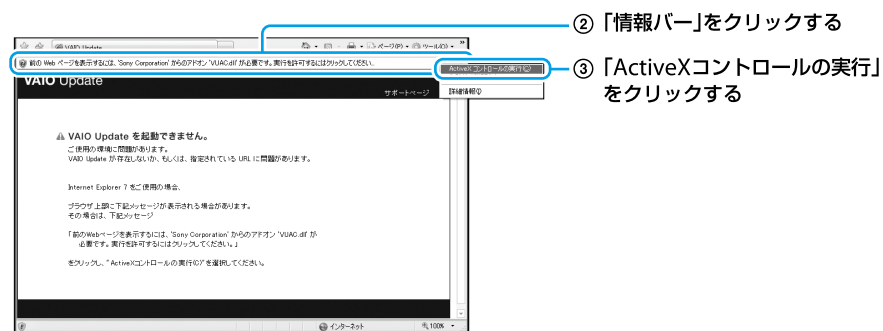 ② 「情報バー」をクリックする
VAIO Update
ページ(P)
ツール(O)
前の Web ページを表示するには、'Sony Corporation' からのアドオン 'VUAC.dll' が必要です。実行を許可するにはクリックしてください。
ActiveX コントロールの実行(C)
③ 「ActiveXコントロールの実行」
をクリックする
詳細情報(I)
VAIO Update
サポートページ
VAIO Update を起動できません。
ご使用の環境に問題があります。
VAIO Update が存在しないか、もしくは、指定されている URL に問題があります。
Internet Explorer 7 をご使用の場合、
ブラウザ上部に下記メッセージが表示される場合があります。
その場合は、下記メッセージ
「前のWebページを表示するには、'Sony Corporation' からのアドオン 'VUAC.dll' が
必要です。実行を許可するにはクリックしてください。」
をクリックし、"ActiveXコントロールの実行(C)"を選択してください。
インターネット
100%